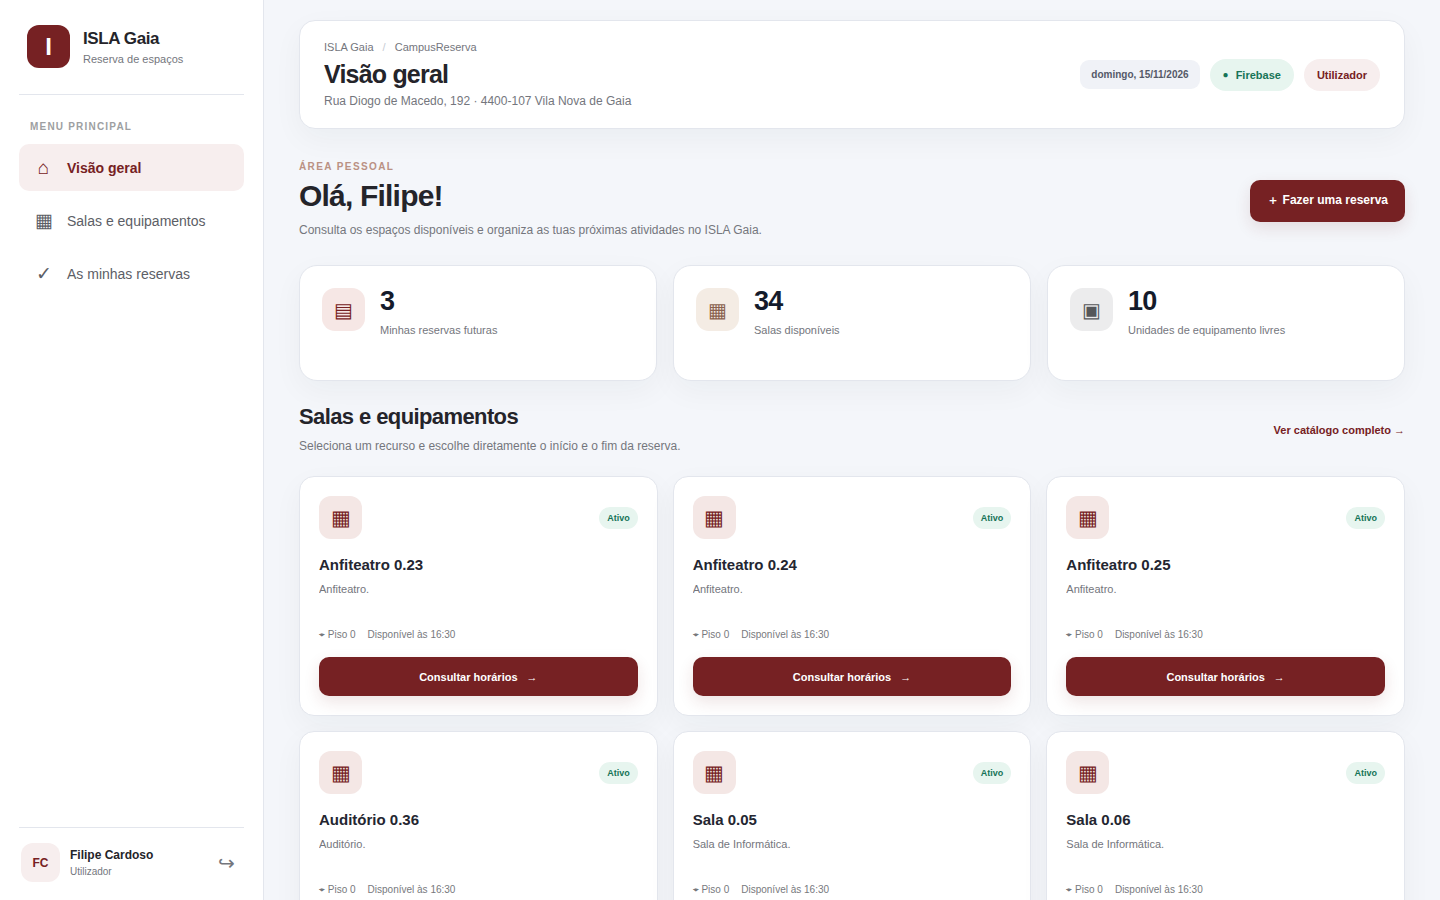 I
ISLA Gaia
Reserva de espaços
MENU PRINCIPAL
Visão geral
Salas e equipamentos
As minhas reservas
FC
Filipe Cardoso
Utilizador
ISLA Gaia / CampusReserva
Visão geral
Rua Diogo de Macedo, 192 · 4400-107 Vila Nova de Gaia
domingo, 15/11/2026
Firebase
Utilizador
ÁREA PESSOAL
Olá, Filipe!
Consulta os espaços disponíveis e organiza as tuas próximas atividades no ISLA Gaia.
+ Fazer uma reserva
3
Minhas reservas futuras
34
Salas disponíveis
10
Unidades de equipamento livres
Salas e equipamentos
Seleciona um recurso e escolhe diretamente o início e o fim da reserva.
Ver catálogo completo →
Ativo
Anfiteatro 0.23
Anfiteatro.
Piso 0 Disponível às 16:30
Consultar horários →
Ativo
Anfiteatro 0.24
Anfiteatro.
Piso 0 Disponível às 16:30
Consultar horários →
Ativo
Anfiteatro 0.25
Anfiteatro.
Piso 0 Disponível às 16:30
Consultar horários →
Ativo
Auditório 0.36
Auditório.
Piso 0 Disponível às 16:30
Ativo
Sala 0.05
Sala de Informática.
Piso 0 Disponível às 16:30
Ativo
Sala 0.06
Sala de Informática.
Piso 0 Disponível às 16:30